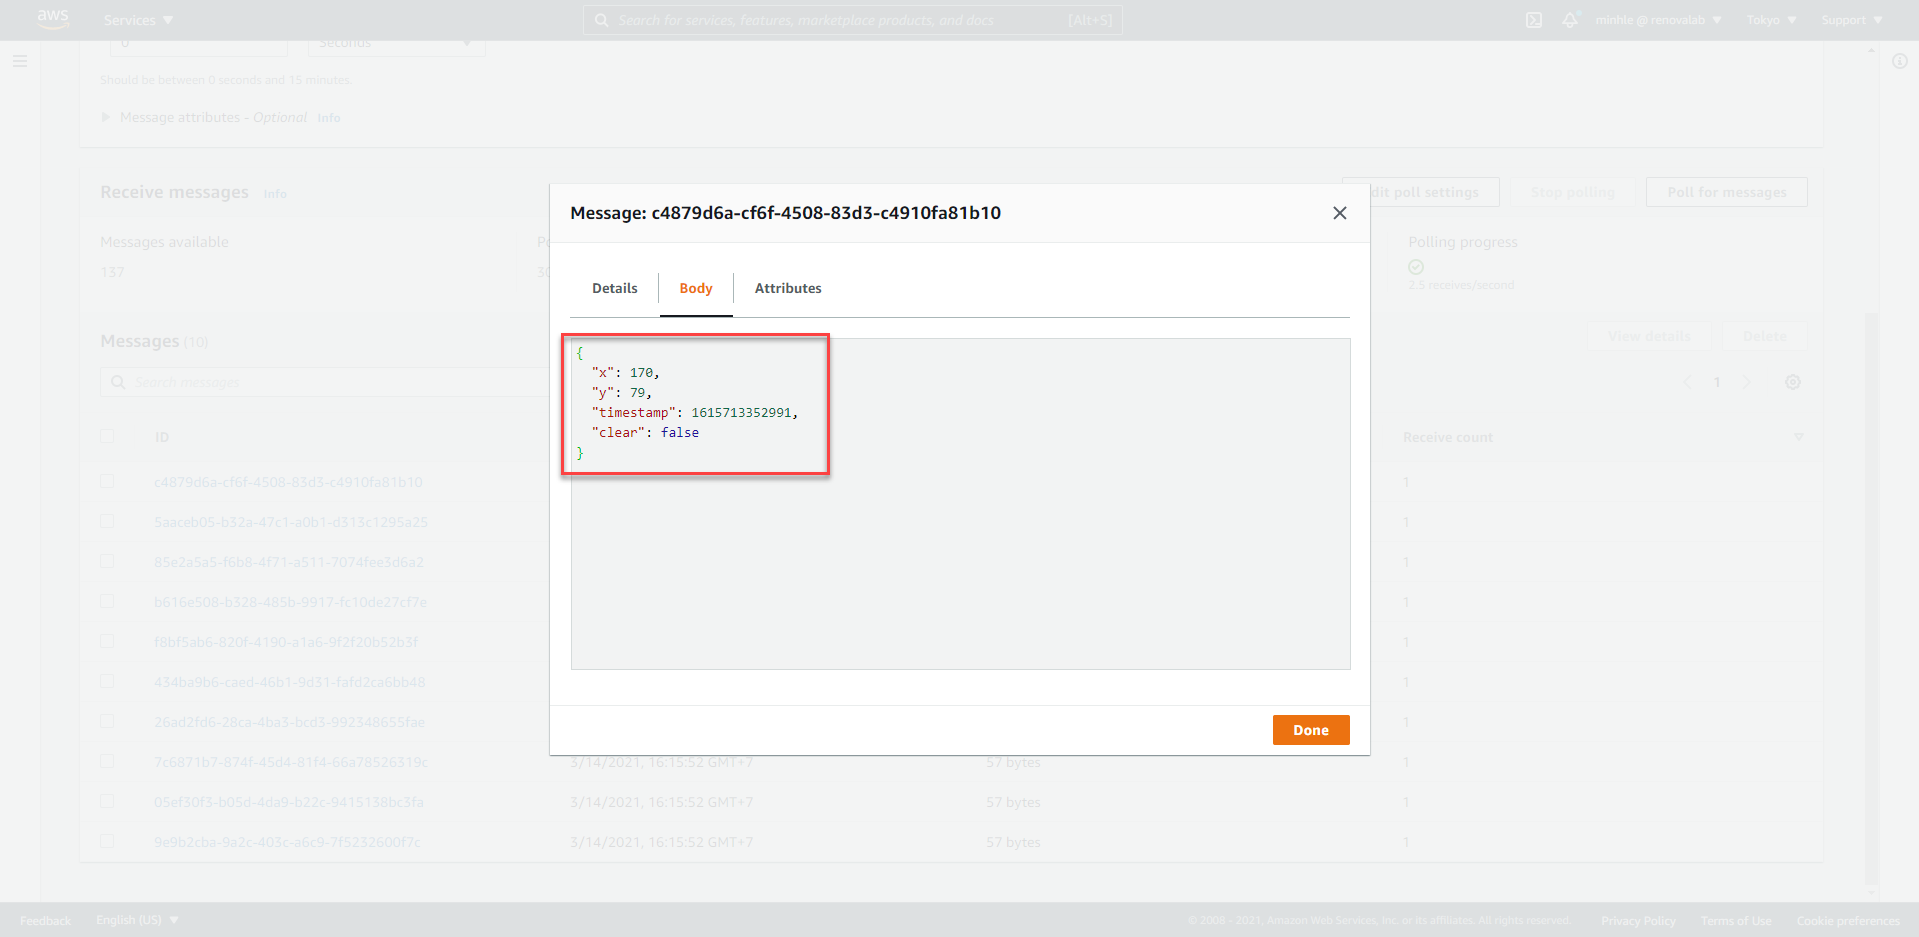 aws
Services
Search for services, features, marketplace products, and docs
[Alt+S]
minhle @ renovalab
Tokyo
Support
0
Seconds
Should be between 0 seconds and 15 minutes.
Message attributes - Optional Info
Receive messages Info
dit poll settings
Stop polling
Poll for messages
Messages available
137
Po
30
Polling progress
2.5 receives/second
Messages (10)
View details
Delete
Search messages
1
ID
Receive count
c4879d6a-cf6f-4508-83d3-c4910fa81b10
1
5aaceb05-b32a-47c1-a0b1-d313c1295a25
1
85e2a5a5-f6b8-4f71-a511-7074fee3d6a2
1
b616e508-b328-485b-9917-fc10de27cf7e
1
f8bf5ab6-820f-4190-a1a6-9f2f20b52b3f
1
434ba9b6-caed-46b1-9d31-fafd2ca6bb48
1
26ad2fd6-28ca-4ba3-bcd3-992348655fae
1
7c6871b7-874f-45d4-81f4-66a78526319c
3/14/2021, 16:15:52 GMT+7
57 bytes
1
05ef30f3-b05d-4da9-b22c-9415138bc3fa
3/14/2021, 16:15:52 GMT+7
57 bytes
1
9e9b2cba-9a2c-403c-a6c9-7f5232600f7c
3/14/2021, 16:15:52 GMT+7
57 bytes
1
Message: c4879d6a-cf6f-4508-83d3-c4910fa81b10
Details
Body
Attributes
{
"x": 170,
"y": 79,
"timestamp": 1615713352991,
"clear": false
}
Done
Feedback
English (US)
© 2008 - 2021, Amazon Web Services, Inc. or its affiliates. All rights reserved.
Privacy Policy
Terms of Use
Cookie preferences